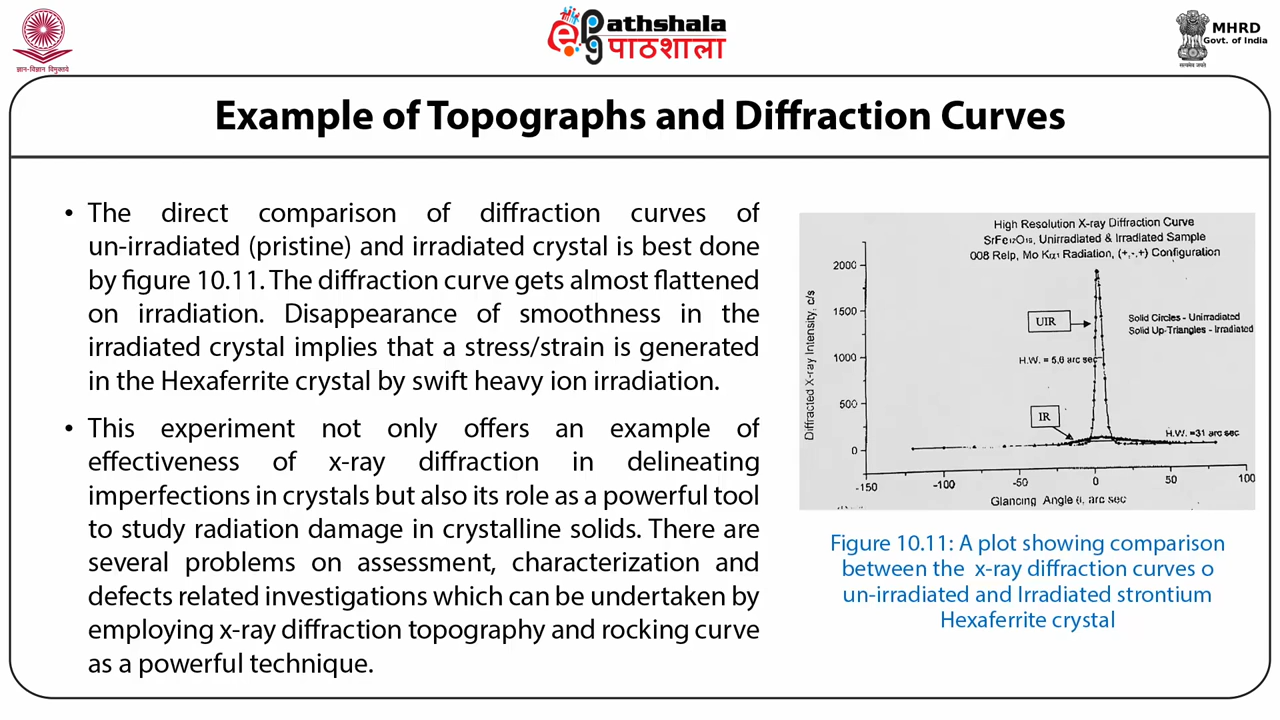 ज्ञान-विज्ञान विमुक्तये
ePathshala
पाठशाला
सत्यमेव जयते
MHRD
Govt. of India
Example of Topographs and Diffraction Curves
• The direct comparison of diffraction curves of
un-irradiated (pristine) and irradiated crystal is best done
by figure 10.11. The diffraction curve gets almost flattened
on irradiation. Disappearance of smoothness in the
irradiated crystal implies that a stress/strain is generated
in the Hexaferrite crystal by swift heavy ion irradiation.
• This experiment not only offers an example of
effectiveness of x-ray diffraction in delineating
imperfections in crystals but also its role as a powerful tool
to study radiation damage in crystalline solids. There are
several problems on assessment, characterization and
defects related investigations which can be undertaken by
employing x-ray diffraction topography and rocking curve
as a powerful technique.
High Resolution X-ray Diffraction Curve
SrFe₁₂O₁₉, Unirradiated & Irradiated Sample
008 Relp, Mo Kα₁ Radiation, (+,-,+) Configuration
Diffracted X-ray Intensity, c/s
2000
1500
1000
500
0
UIR
Solid Circles - Unirradiated
Solid Up-Triangles - Irradiated
H.W. = 5.6 arc sec
IR
H.W. =31 arc sec
-150
-100
-50
0
50
100
Glancing Angle θ, arc sec
Figure 10.11: A plot showing comparison
between the x-ray diffraction curves o
un-irradiated and Irradiated strontium
Hexaferrite crystal